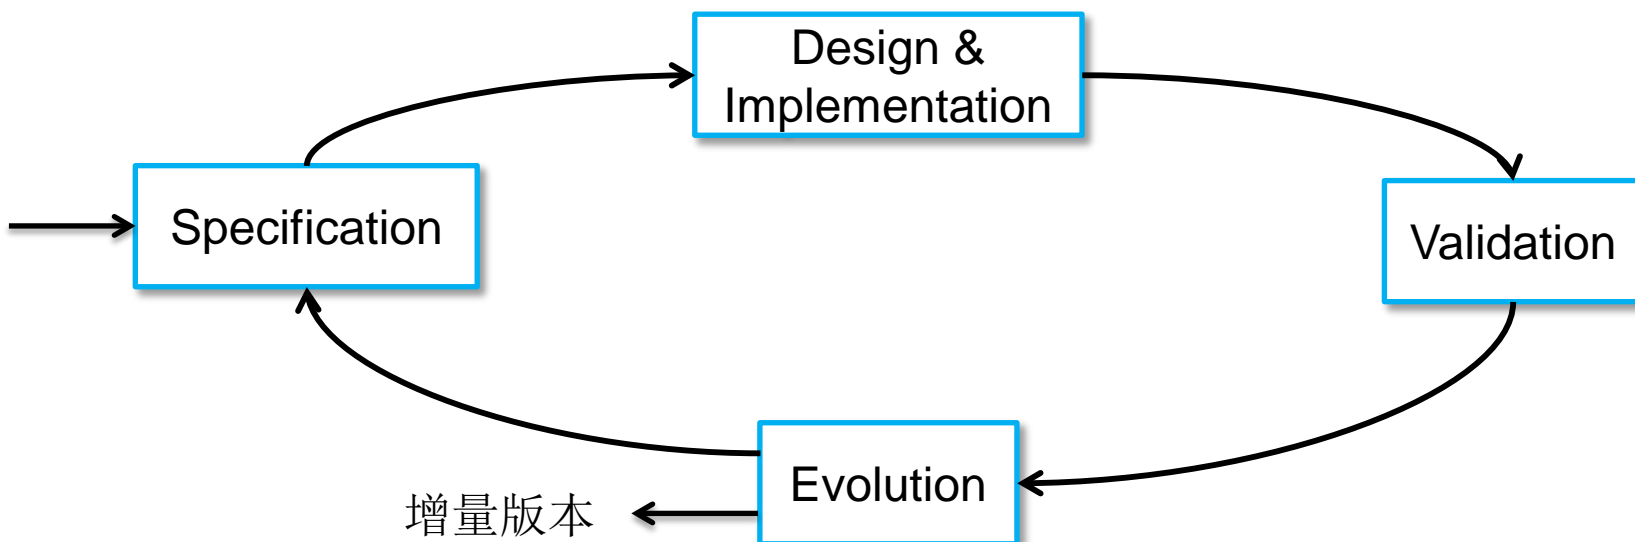 Design &
Implementation
Specification
Validation
Evolution
增量版本